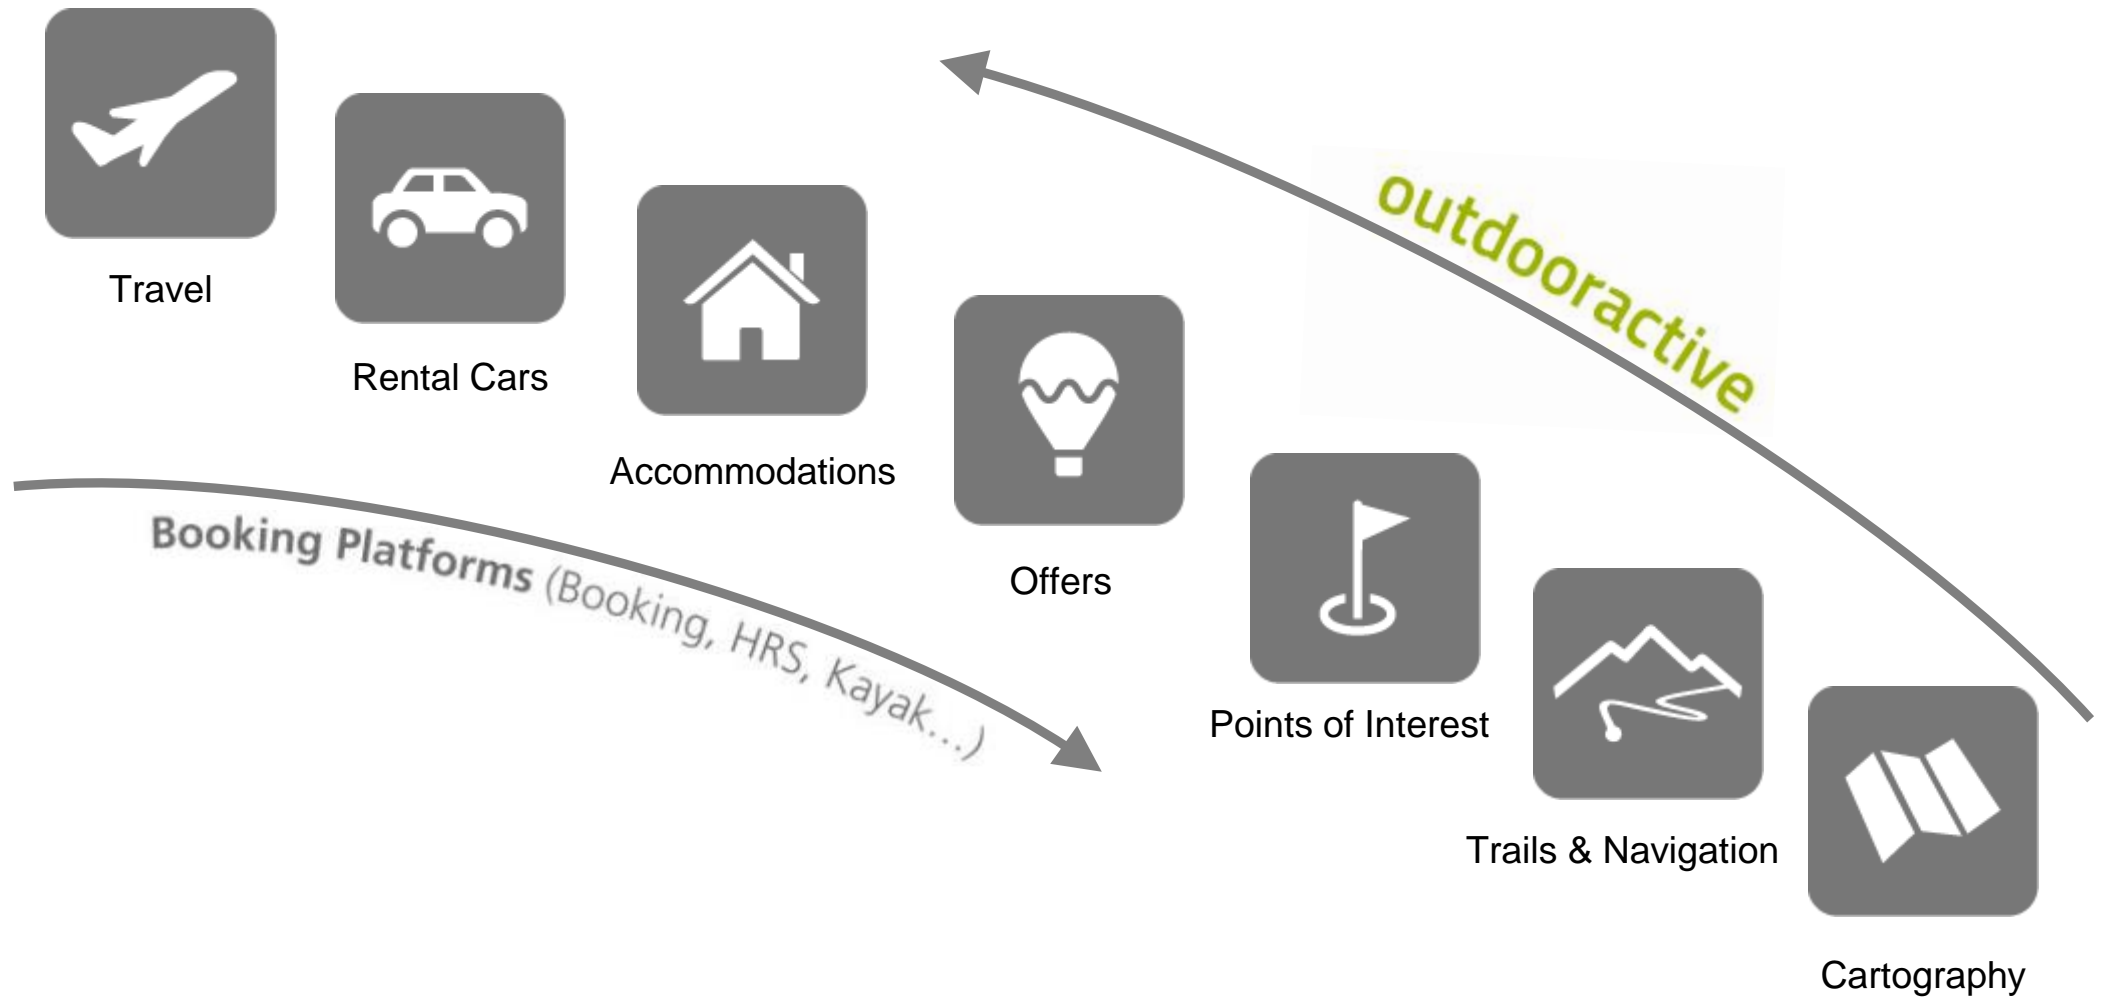 Travel
Rental Cars
Accommodations
Offers
Points of Interest
Trails & Navigation
Cartography
outdooractive
Booking Platforms (Booking, HRS, Kayak...)